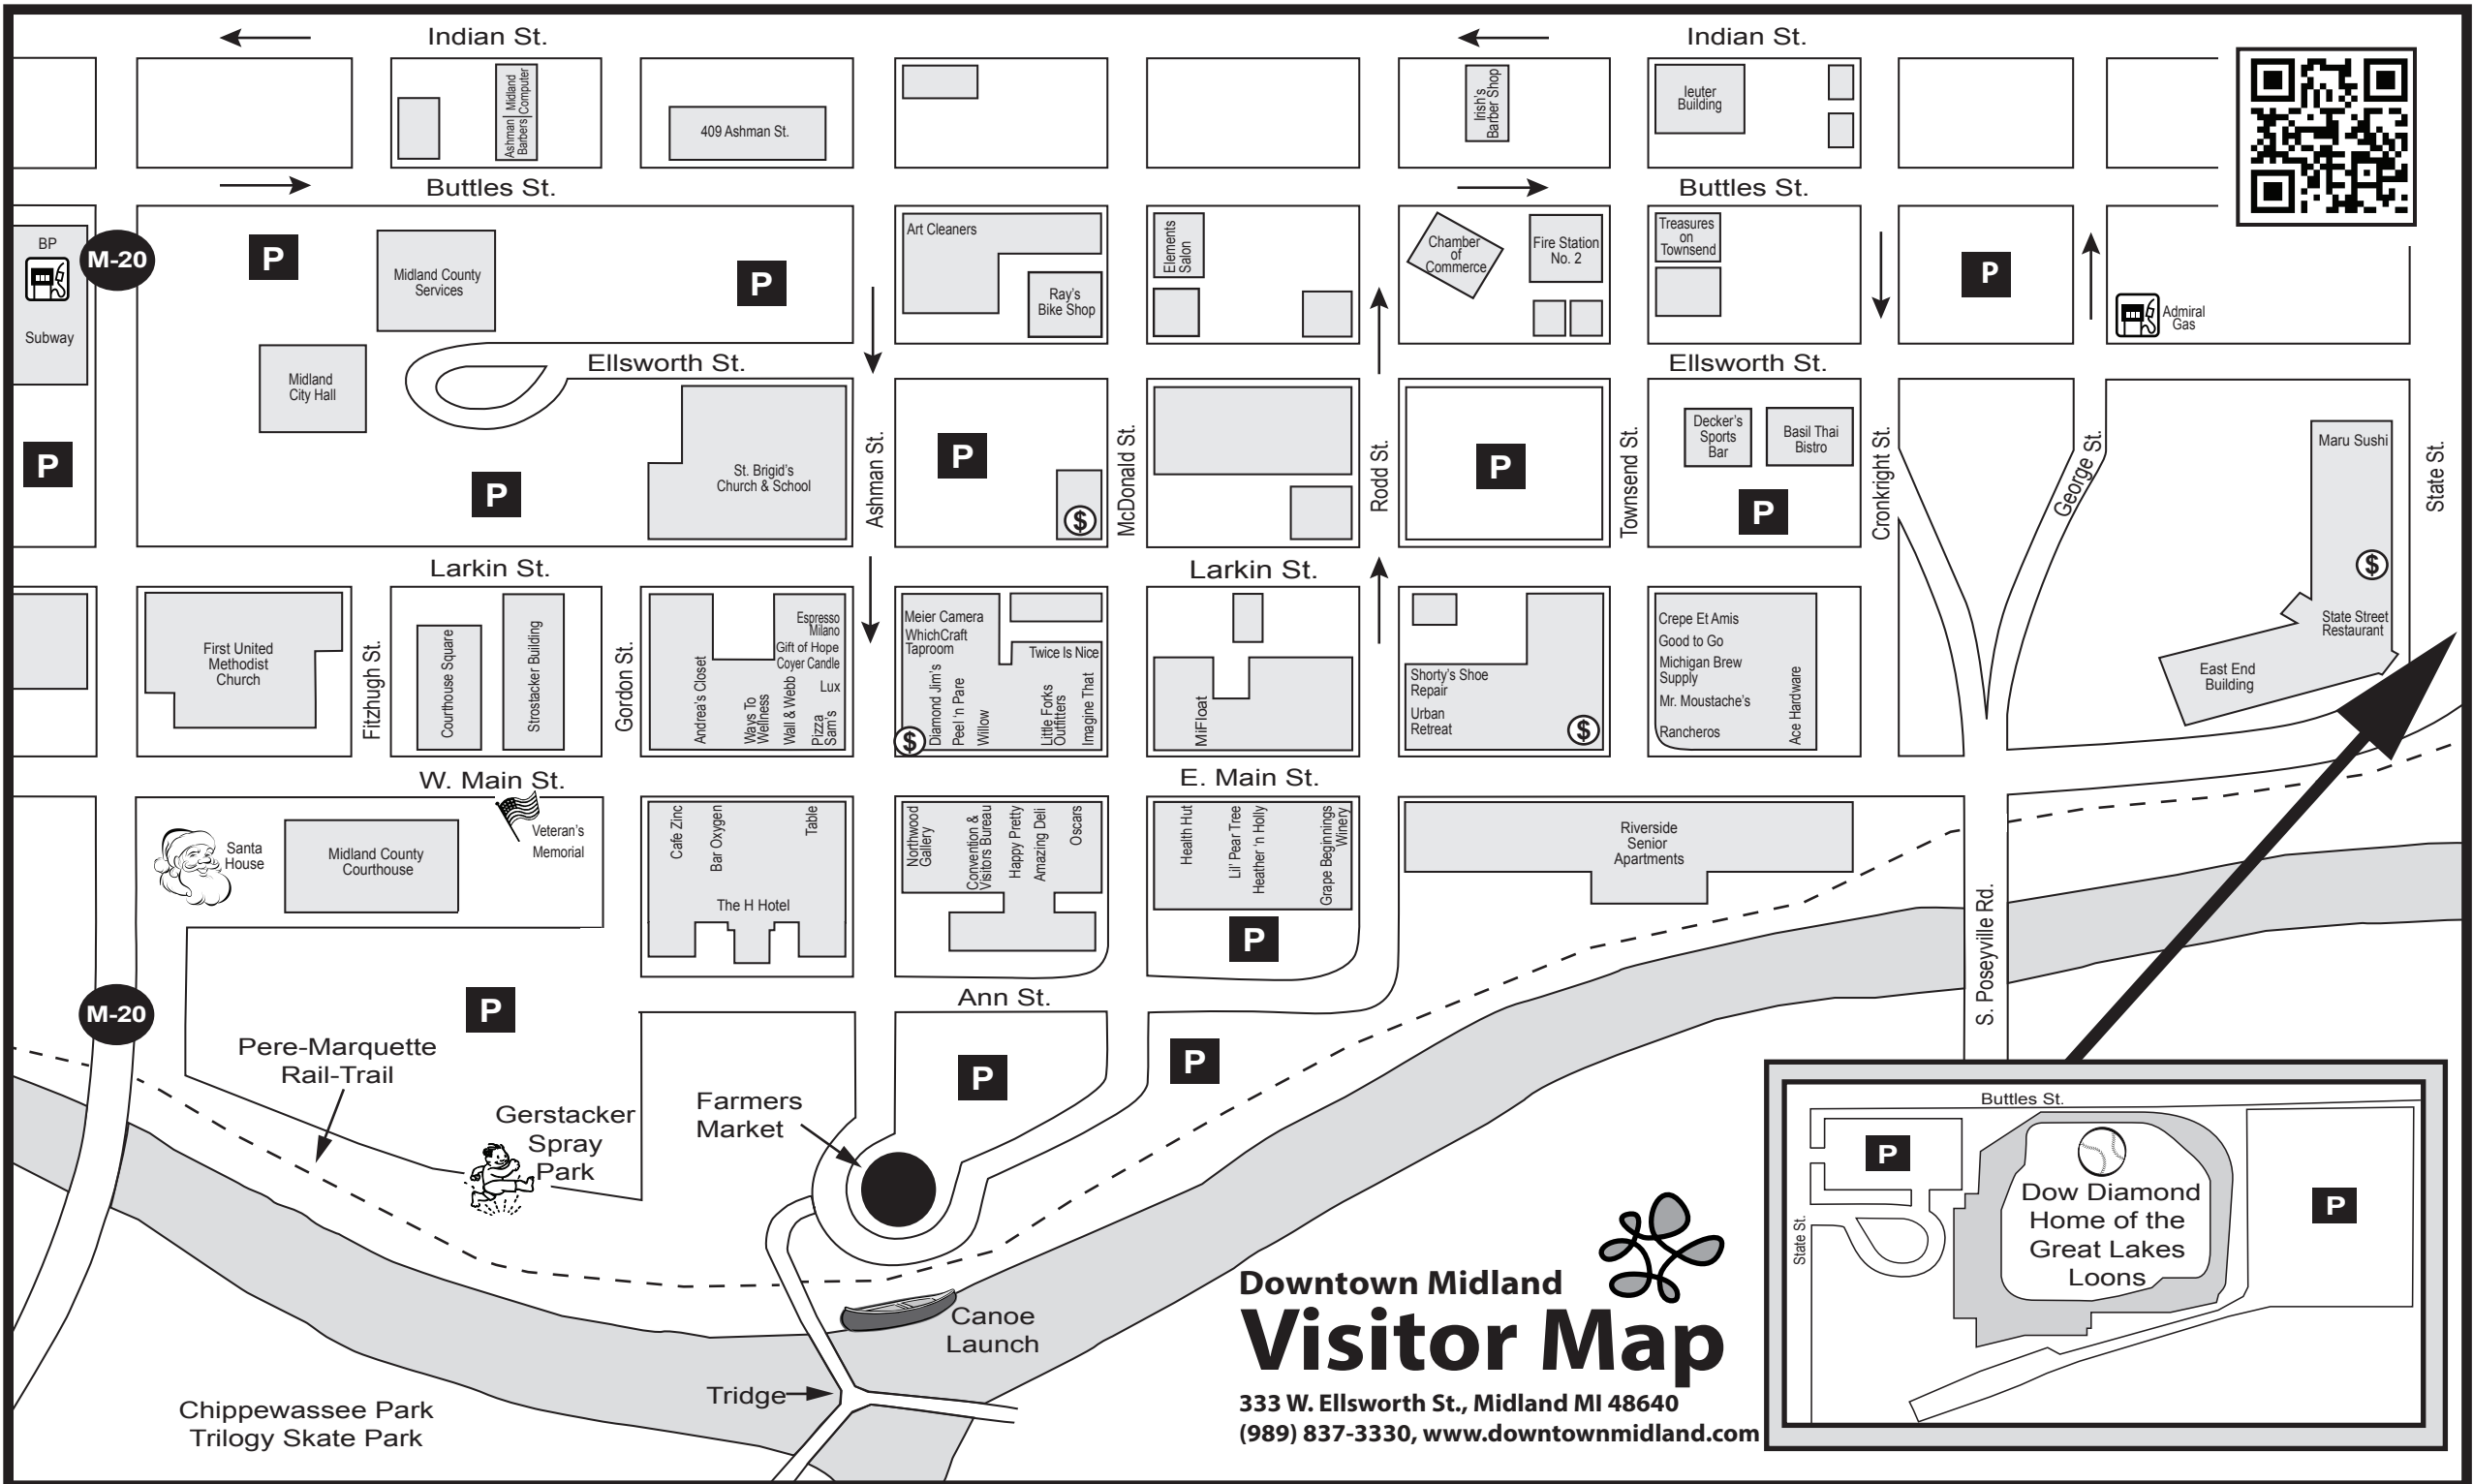 Indian St.
Indian St.
Ashman
Barbers
Midland
Computer
409 Ashman St.
Irish's
Barber Shop
Ieuter
Building
Buttles St.
Buttles St.
BP
Subway
M-20
P
Midland County
Services
P
Art Cleaners
Ray's
Bike Shop
Elements
Salon
Chamber
of
Commerce
Fire Station
No. 2
Treasures
on
Townsend
P
Admiral
Gas
Midland
City Hall
Ellsworth St.
Ellsworth St.
P
P
St. Brigid's
Church & School
Ashman St.
P
$
McDonald St.
Rodd St.
P
Townsend St.
Decker's
Sports
Bar
Basil Thai
Bistro
P
Cronkright St.
George St.
Maru Sushi
$
State Street
Restaurant
East End
Building
State St.
Larkin St.
Larkin St.
First United
Methodist
Church
Fitzhugh St.
Courthouse Square
Strostacker Building
Gordon St.
Andrea's Closet
Ways To
Wellness
Wall & Webb
Pizza
Sam's
Espresso
Milano
Gift of Hope
Coyer Candle
Lux
Meier Camera
WhichCraft
Taproom
$
Diamond Jim's
Peel 'n Pare
Willow
Twice Is Nice
Little Forks
Outfitters
Imagine That
MiFloat
Shorty's Shoe
Repair
Urban
Retreat
$
Crepe Et Amis
Good to Go
Michigan Brew
Supply
Mr. Moustache's
Rancheros
Ace Hardware
W. Main St.
E. Main St.
Santa
House
Midland County
Courthouse
Veteran's
Memorial
Cafe Zinc
Bar Oxygen
Table
The H Hotel
Northwood
Gallery
Convention &
Visitors Bureau
Happy Pretty
Amazing Deli
Oscars
Health Hut
Lil' Pear Tree
Heather 'n Holly
Grape Beginnings
Winery
P
Riverside
Senior
Apartments
S. Poseyville Rd.
M-20
P
Ann St.
Pere-Marquette
Rail-Trail
Gerstacker
Spray
Park
Farmers
Market
P
P
Canoe
Launch
Tridge
Chippewassee Park
Trilogy Skate Park
Downtown Midland
Visitor Map
333 W. Ellsworth St., Midland MI 48640
(989) 837-3330, www.downtownmidland.com
Buttles St.
P
State St.
Dow Diamond
Home of the
Great Lakes
Loons
P